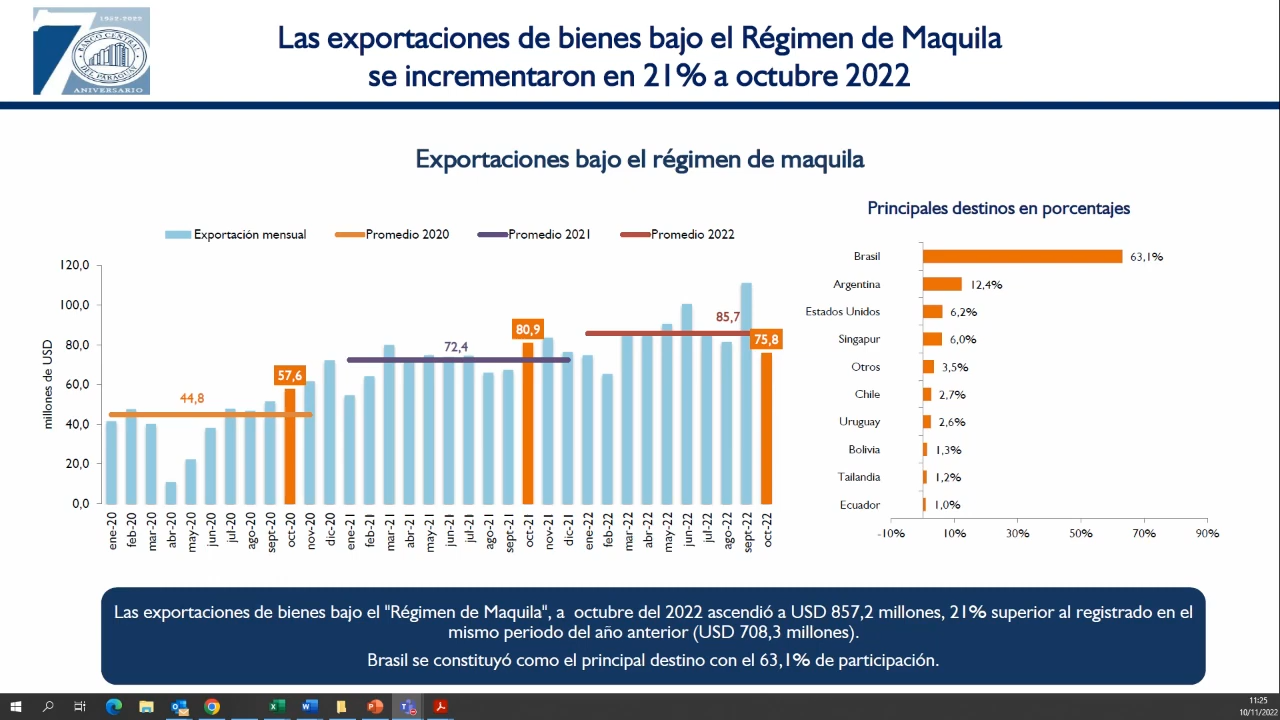 1952-2022
BANCO CENTRAL
DEL PARAGUAY
ANIVERSARIO
Las exportaciones de bienes bajo el Régimen de Maquila
se incrementaron en 21% a octubre 2022
Exportaciones bajo el régimen de maquila
Principales destinos en porcentajes
Exportación mensual
Promedio 2020
Promedio 2021
Promedio 2022
millones de USD
120,0
100,0
80,0
60,0
40,0
20,0
0,0
44,8
57,6
72,4
80,9
85,7
75,8
ene-20
feb-20
mar-20
abr-20
may-20
jun-20
jul-20
ago-20
sept-20
oct-20
nov-20
dic-20
ene-21
feb-21
mar-21
abr-21
may-21
jun-21
jul-21
ago-21
sept-21
oct-21
nov-21
dic-21
ene-22
feb-22
mar-22
abr-22
may-22
jun-22
jul-22
ago-22
sept-22
oct-22
Brasil 63,1%
Argentina 12,4%
Estados Unidos 6,2%
Singapur 6,0%
Otros 3,5%
Chile 2,7%
Uruguay 2,6%
Bolivia 1,3%
Tailandia 1,2%
Ecuador 1,0%
-10% 10% 30% 50% 70% 90%
Las exportaciones de bienes bajo el "Régimen de Maquila", a octubre del 2022 ascendió a USD 857,2 millones, 21% superior al registrado en el
mismo periodo del año anterior (USD 708,3 millones).
Brasil se constituyó como el principal destino con el 63,1% de participación.
11:25
10/11/2022